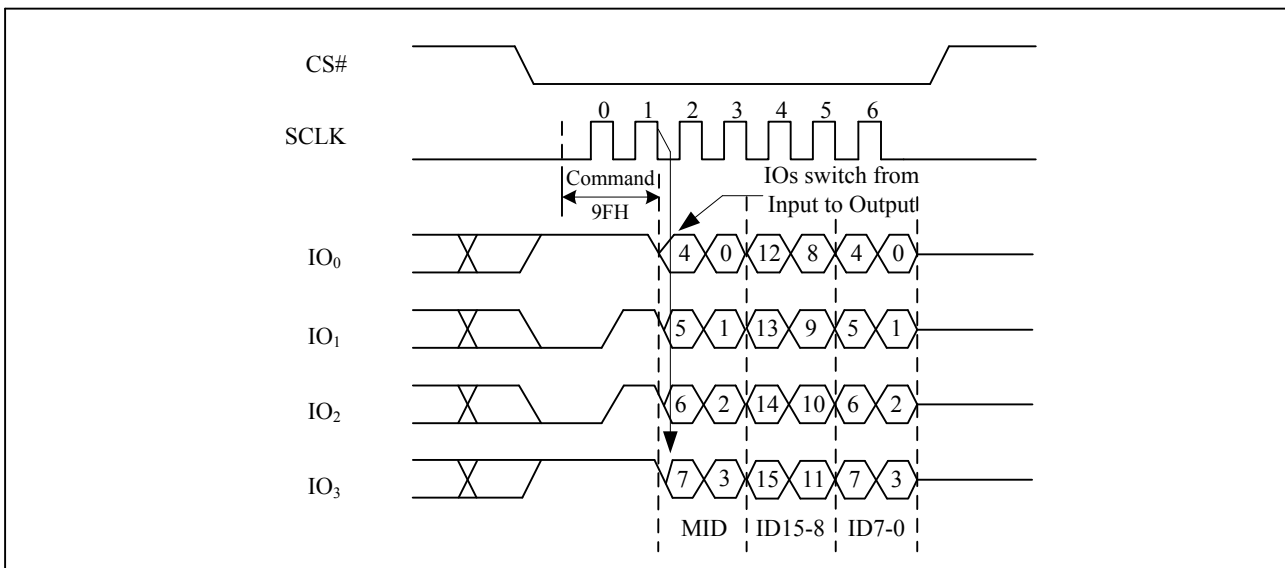 CS#
0 1 2 3 4 5 6
SCLK
Command
9FH
IOs switch from
Input to Output
IO0 4 0 12 8 4 0
IO1 5 1 13 9 5 1
IO2 6 2 14 10 6 2
IO3 7 3 15 11 7 3
MID ID15-8 ID7-0